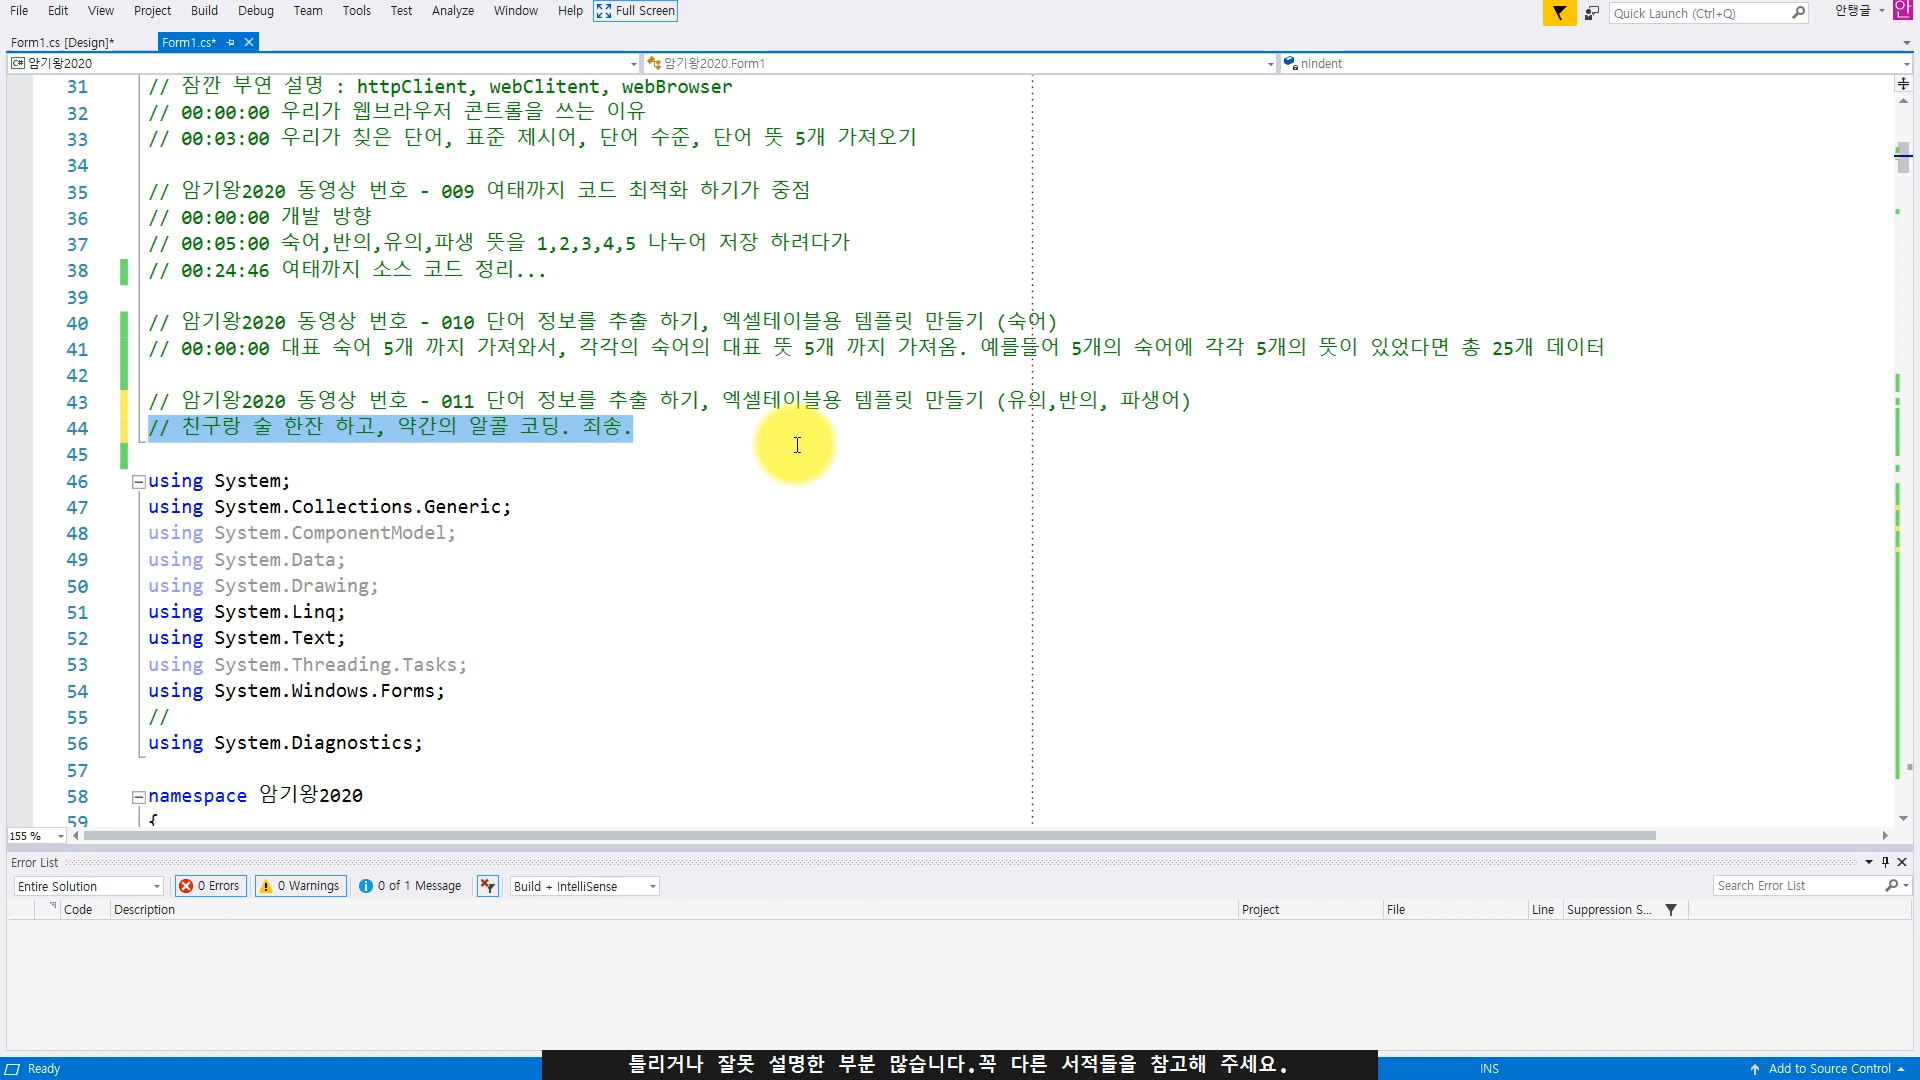 File Edit View Project Build Debug Team Tools Test Analyze Window Help Full Screen Quick Launch (Ctrl+Q) 안탱글 안
Form1.cs [Design]* Form1.cs*
암기왕2020 암기왕2020.Form1 nIndent
31 // 잠깐 부연 설명 : httpClient, webClitent, webBrowser
32 // 00:00:00 우리가 웹브라우저 콘트롤을 쓰는 이유
33 // 00:03:00 우리가 칮은 단어, 표준 제시어, 단어 수준, 단어 뜻 5개 가져오기
34
35 // 암기왕2020 동영상 번호 - 009 여태까지 코드 최적화 하기가 중점
36 // 00:00:00 개발 방향
37 // 00:05:00 숙어,반의,유의,파생 뜻을 1,2,3,4,5 나누어 저장 하려다가
38 // 00:24:46 여태까지 소스 코드 정리...
39
40 // 암기왕2020 동영상 번호 - 010 단어 정보를 추출 하기, 엑셀테이블용 템플릿 만들기 (숙어)
41 // 00:00:00 대표 숙어 5개 까지 가져와서, 각각의 숙어의 대표 뜻 5개 까지 가져옴. 예를들어 5개의 숙어에 각각 5개의 뜻이 있었다면 총 25개 데이터
42
43 // 암기왕2020 동영상 번호 - 011 단어 정보를 추출 하기, 엑셀테이블용 템플릿 만들기 (유의,반의, 파생어)
44 // 친구랑 술 한잔 하고, 약간의 알콜 코딩. 죄송.
45
46 using System;
47 using System.Collections.Generic;
48 using System.ComponentModel;
49 using System.Data;
50 using System.Drawing;
51 using System.Linq;
52 using System.Text;
53 using System.Threading.Tasks;
54 using System.Windows.Forms;
55 //
56 using System.Diagnostics;
57
58 namespace 암기왕2020
59 {
155 %
Error List
Entire Solution 0 Errors 0 Warnings 0 of 1 Message Build + IntelliSense Search Error List
Code Description Project File Line Suppression S...
틀리거나 잘못 설명한 부분 많습니다.꼭 다른 서적들을 참고해 주세요.
Ready INS Add to Source Control